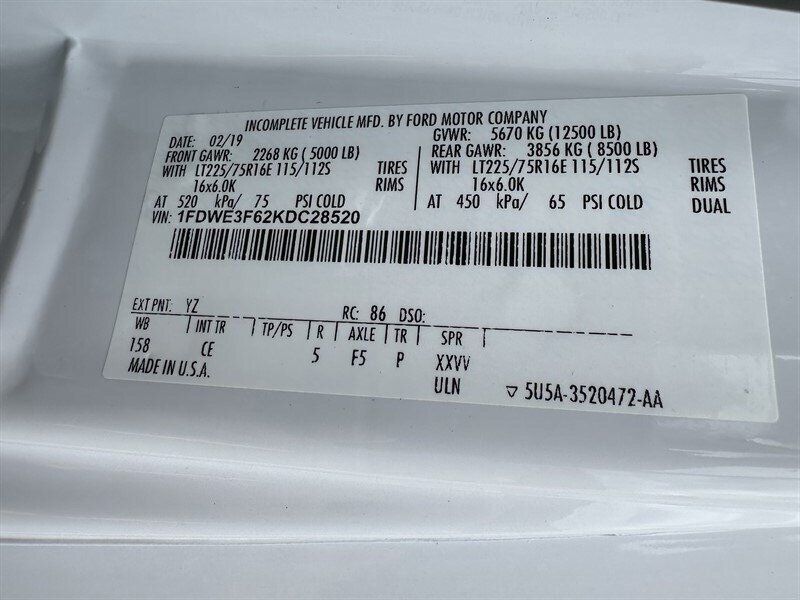 INCOMPLETE VEHICLE MFD. BY FORD MOTOR COMPANY
DATE: 02/19 GVWR: 5670 KG (12500 LB)
FRONT GAWR: 2268 KG ( 5000 LB) REAR GAWR: 3856 KG ( 8500 LB)
WITH LT225/75R16E 115/112S TIRES WITH LT225/75R16E 115/112S TIRES
16x6.0K RIMS 16x6.0K RIMS
AT 520 kPa/ 75 PSI COLD AT 450 kPa/ 65 PSI COLD DUAL
VIN: 1FDWE3F62KDC28520
EXT PNT: YZ RC: 86 DSO:
WB INT TR TP/PS R AXLE TR SPR
158 CE 5 F5 P XXVV
MADE IN U.S.A. ULN ▽ 5U5A-3520472-AA